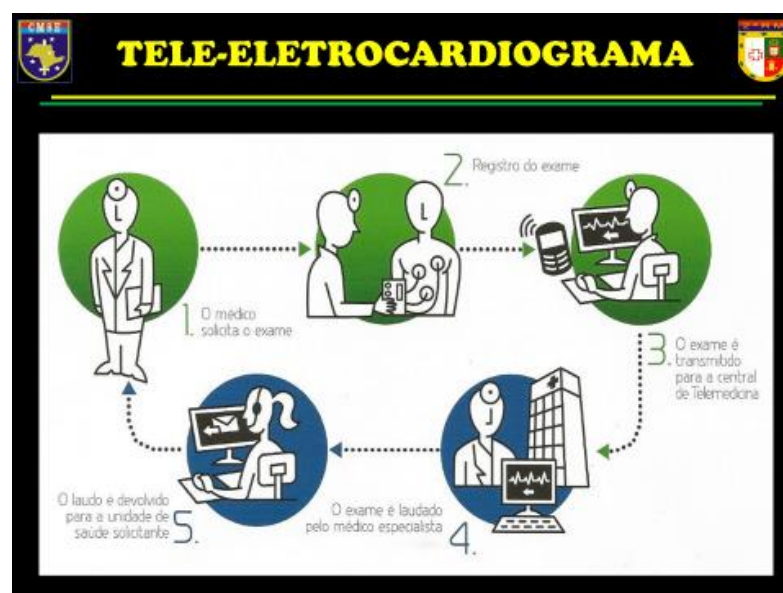 CMSE
TELE-ELETROCARDIOGRAMA
1. O médico
solicita o exame
2. Registro do exame
3. O exame é
transmitido
para a central
de Telemedicina
4. O exame é laudado
pelo médico especialista
5. O laudo é devolvido
para a unidade de
saúde solicitante